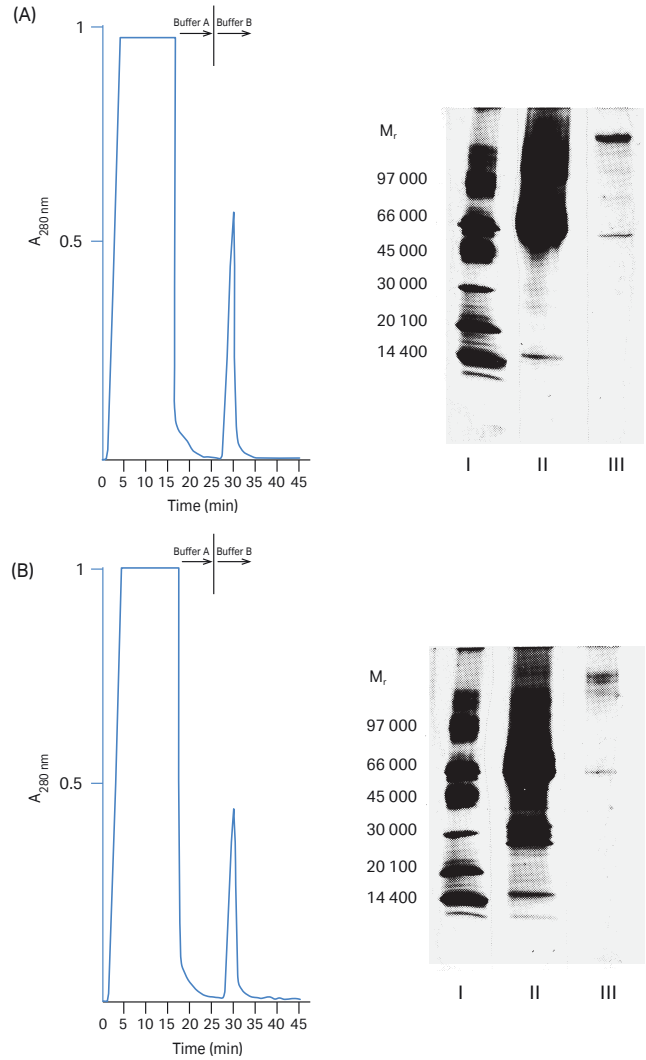 (A)
Buffer A
Buffer B
1
0.5
A280 nm
0 5 10 15 20 25 30 35 40 45
Time (min)
Mr
97 000
66 000
45 000
30 000
20 100
14 400
I II III
(B)
Buffer A
Buffer B
1
0.5
A280 nm
0 5 10 15 20 25 30 35 40 45
Time (min)
Mr
97 000
66 000
45 000
30 000
20 100
14 400
I II III